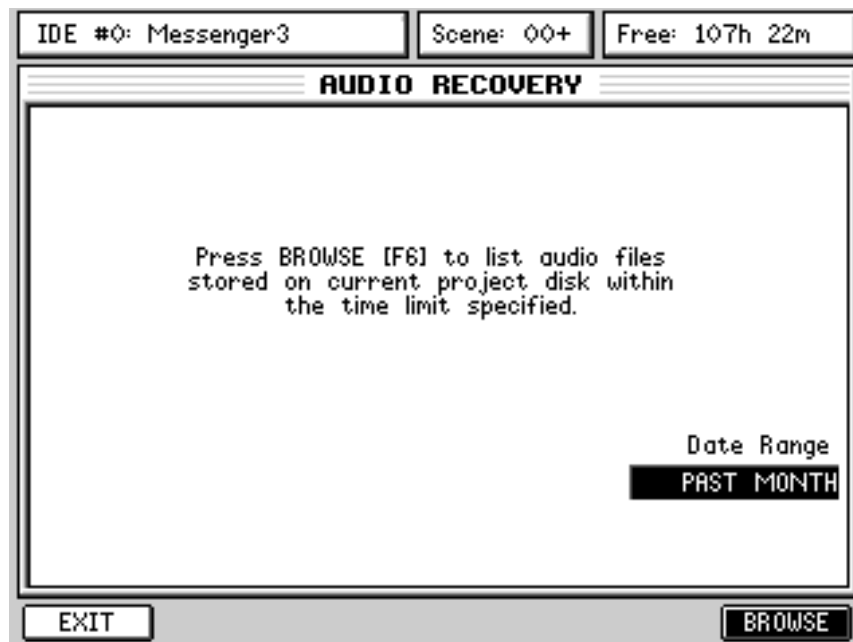 IDE #0: Messenger3
Scene: 00+
Free: 107h 22m
AUDIO RECOVERY
Press BROWSE [F6] to list audio files
stored on current project disk within
the time limit specified.
Date Range
PAST MONTH
EXIT
BROWSE